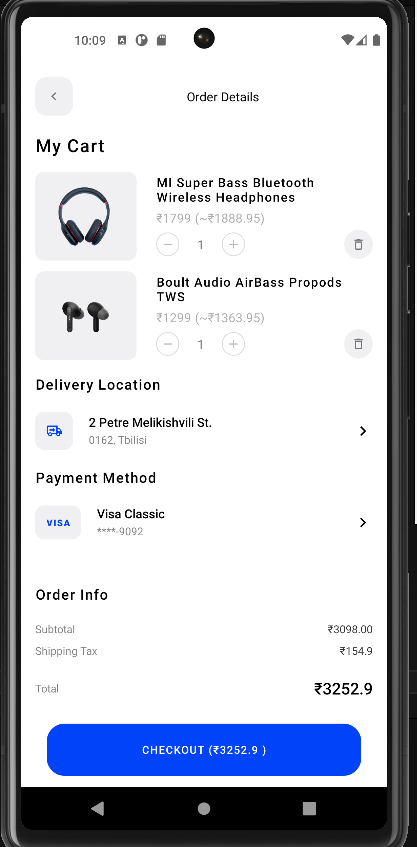 10:09
Order Details
My Cart
MI Super Bass Bluetooth
Wireless Headphones
₹1799 (~₹1888.95)
1
Boult Audio AirBass Propods
TWS
₹1299 (~₹1363.95)
1
Delivery Location
2 Petre Melikishvili St.
0162, Tbilisi
Payment Method
VISA
Visa Classic
****-9092
Order Info
Subtotal ₹3098.00
Shipping Tax ₹154.9
Total ₹3252.9
CHECKOUT (₹3252.9 )